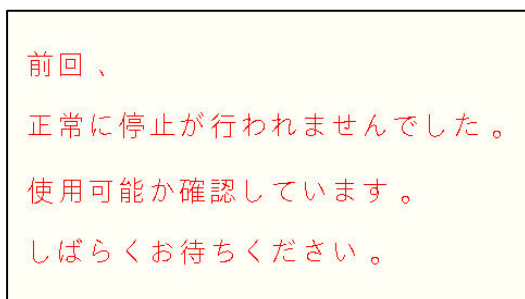 前回、
正常に停止が行われませんでした。
使用可能か確認しています。
しばらくお待ちください。